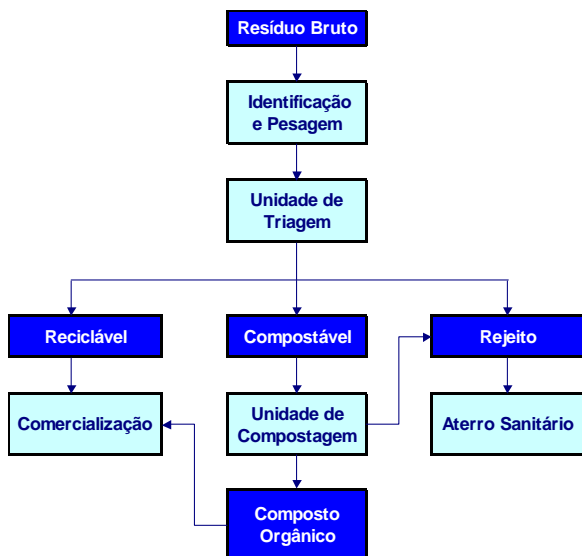 Resíduo Bruto
Identificação
e Pesagem
Unidade de
Triagem
Reciclável
Compostável
Rejeito
Comercialização
Unidade de
Compostagem
Aterro Sanitário
Composto
Orgânico